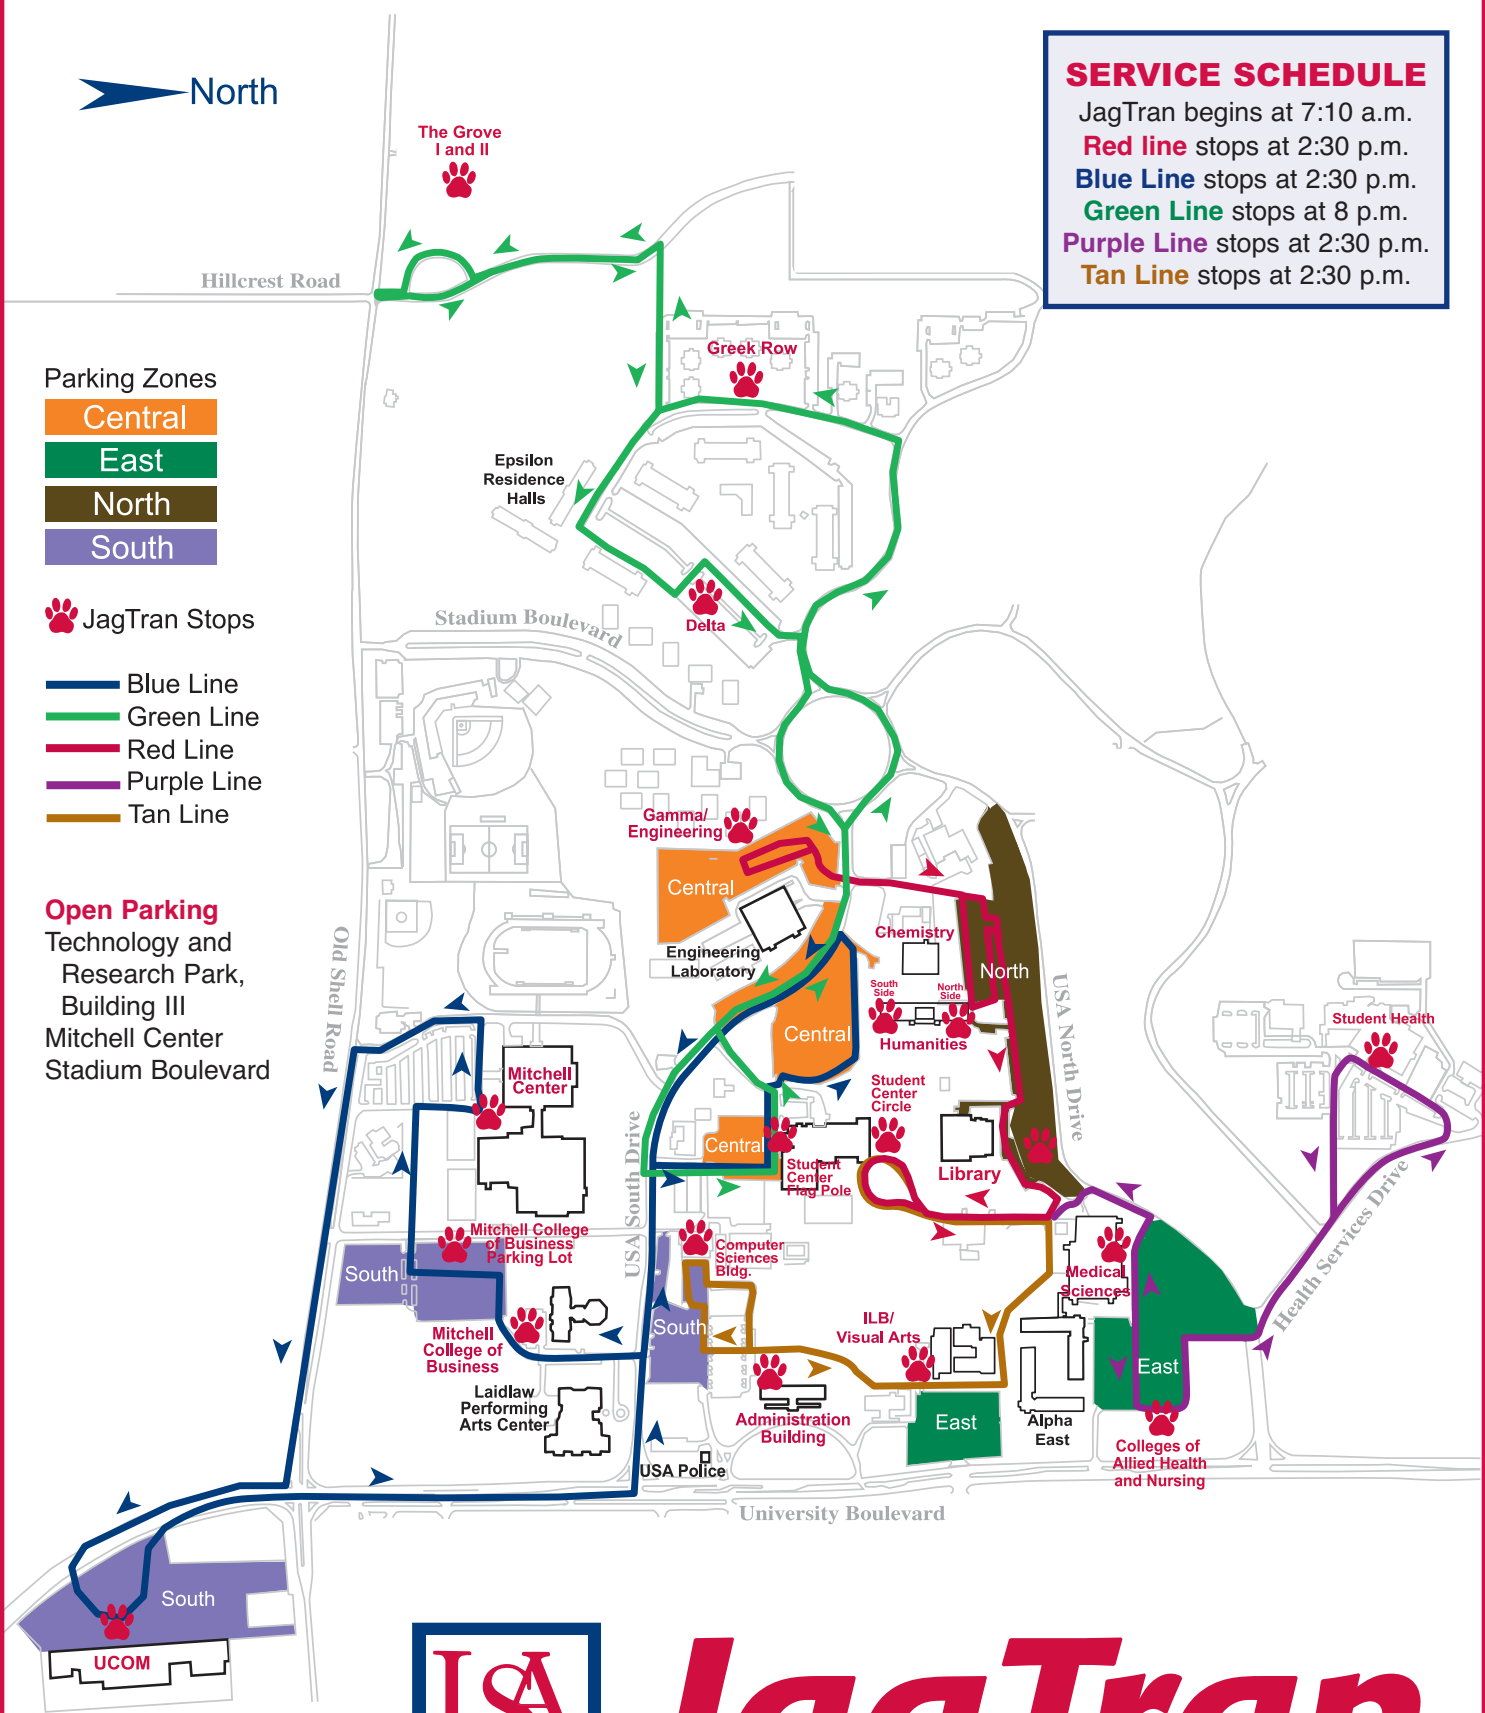 North
SERVICE SCHEDULE
JagTran begins at 7:10 a.m.
Red line stops at 2:30 p.m.
Blue Line stops at 2:30 p.m.
Green Line stops at 8 p.m.
Purple Line stops at 2:30 p.m.
Tan Line stops at 2:30 p.m.
The Grove
I and II
Hillcrest Road
Greek Row
Parking Zones
Central
East
North
South
JagTran Stops
Blue Line
Green Line
Red Line
Purple Line
Tan Line
Open Parking
Technology and
Research Park,
Building III
Mitchell Center
Stadium Boulevard
Epsilon
Residence
Halls
Delta
Stadium Boulevard
Gamma/
Engineering
Central
Engineering
Laboratory
Chemistry
North
South
Side
North
Side
Humanities
Central
Old Shell Road
USA North Drive
Student Health
Mitchell
Center
Student
Center
Circle
Central
Student
Center
Flag Pole
Library
USA South Drive
Mitchell College
of Business
Parking Lot
South
Computer
Sciences
Bldg.
Medical
Sciences
Health Services Drive
South
ILB/
Visual Arts
Mitchell
College of
Business
East
Laidlaw
Performing
Arts Center
Administration
Building
East
Alpha
East
Colleges of
Allied Health
and Nursing
USA Police
University Boulevard
South
UCOM
USA
JagTran